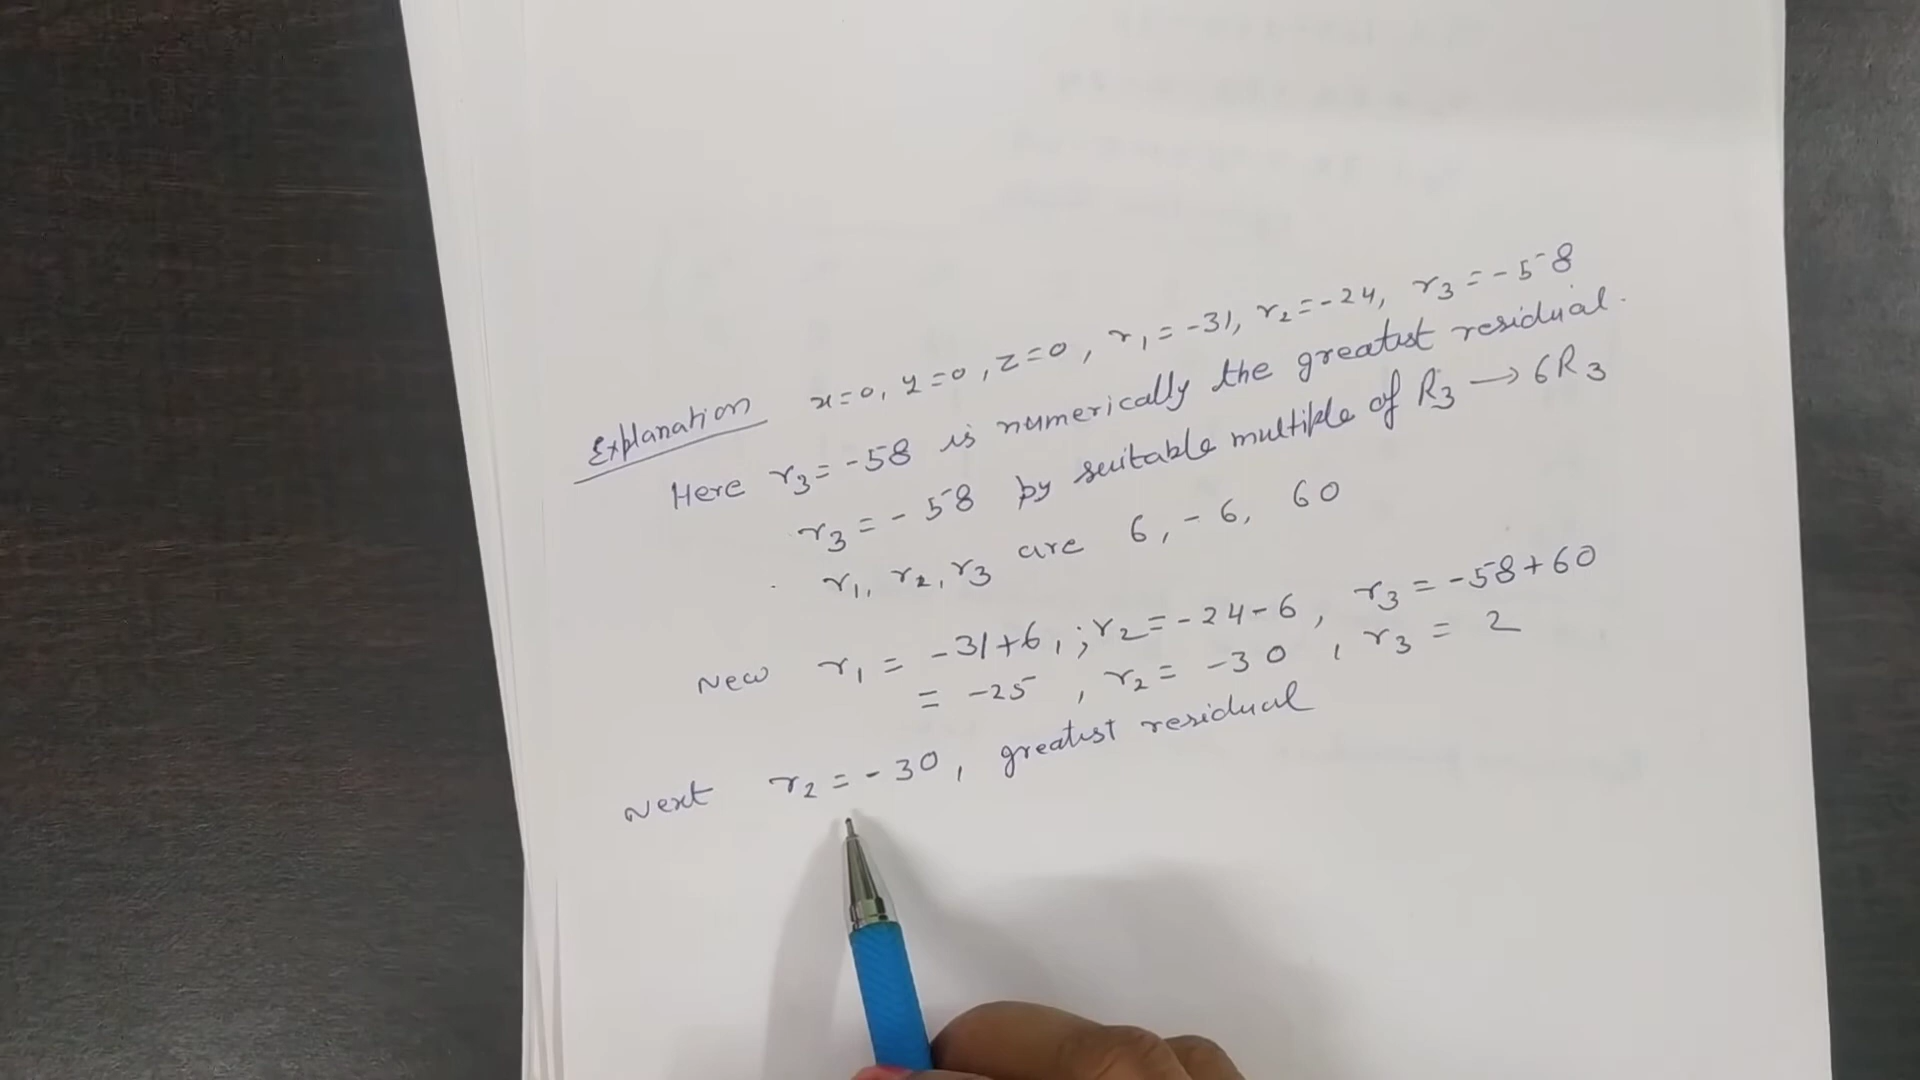 Explanation x=0, y=0, z=0, r1=-31, r2=-24, r3=-58
Here r3=-58 is numerically the greatest residual.
r3=-58 by suitable multiple of R3 → 6R3
r1, r2, r3 are 6, -6, 60
New r1 = -31+6, ; r2=-24-6, r3=-58+60
= -25, r2= -30, r3 = 2
Next r2=-30, greatest residual